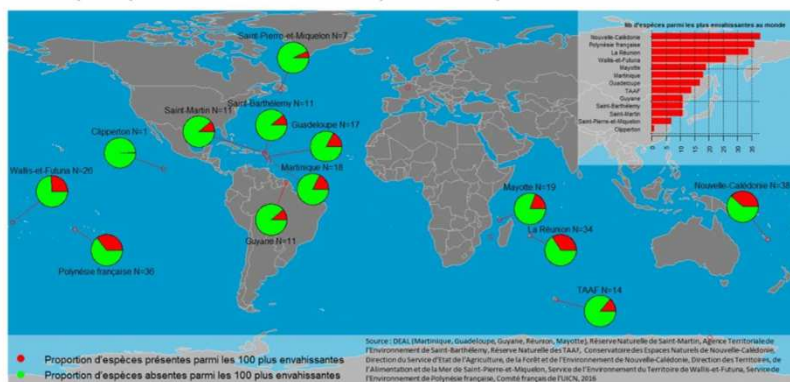 Nb d'espèces parmi les plus envahissantes au monde
Nouvelle Calédonie
Polynésie française
La Réunion
Wallis-et-Futuna
Mayotte
Martinique
Guadeloupe
TAAF
Guyane
Saint-Barthélemy
Saint-Martin
Saint-Pierre-et-Miquelon
Clipperton
0 5 10 15 20 25 30 35
Saint-Pierre-et-Miquelon N=7
Saint-Barthélemy N=11
Saint-Martin N=11
Guadeloupe N=17
Clipperton N=1
Martinique N=18
Wallis-et-Futuna N=26
Mayotte N=19
Nouvelle-Calédonie N=38
Guyane N=11
La Réunion N=34
Polynésie française N=36
TAAF N=14
Proportion d'espèces présentes parmi les 100 plus envahissantes
Proportion d'espèces absentes parmi les 100 plus envahissantes
Source : DEAL (Martinique, Guadeloupe, Guyane, Réunion, Mayotte), Réserve Naturelle de Saint-Martin, Agence Territoriale de
l'Environnement de Saint-Barthélemy, Réserve Naturelle des TAAF, Conservatoire des Espaces Naturels de Nouvelle-Calédonie,
Direction du Service d'Etat de l'Agriculture, de la Forêt et de l'Environnement de Nouvelle-Calédonie, Direction des Territoires, de
l'Alimentation et de la Mer de Saint-Pierre-et-Miquelon, Service de l'Environnement du Territoire de Wallis-et-Futuna, Service de
l'Environnement de Polynésie française, Comité français de l'UICN, 2016